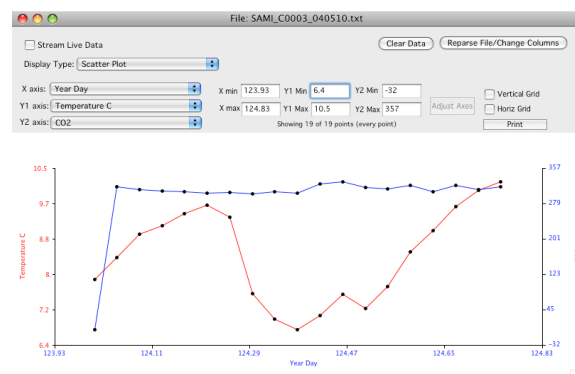 File: SAMI_C0003_040510.txt
Stream Live Data
Clear Data
Reparse File/Change Columns
Display Type: Scatter Plot
X axis: Year Day
X min 123.93 Y1 Min 6.4 Y2 Min -32
Vertical Grid
Y1 axis: Temperature C
X max 124.83 Y1 Max 10.5 Y2 Max 357
Adjust Axes
Horiz Grid
Y2 axis: CO2
Showing 19 of 19 points (every point)
Print
10.5
9.7
8.8
8.
7.2
6.4
Temperature C
357
279
201
123
45
-32
123.93 124.11 124.29 124.47 124.65 124.83
Year Day